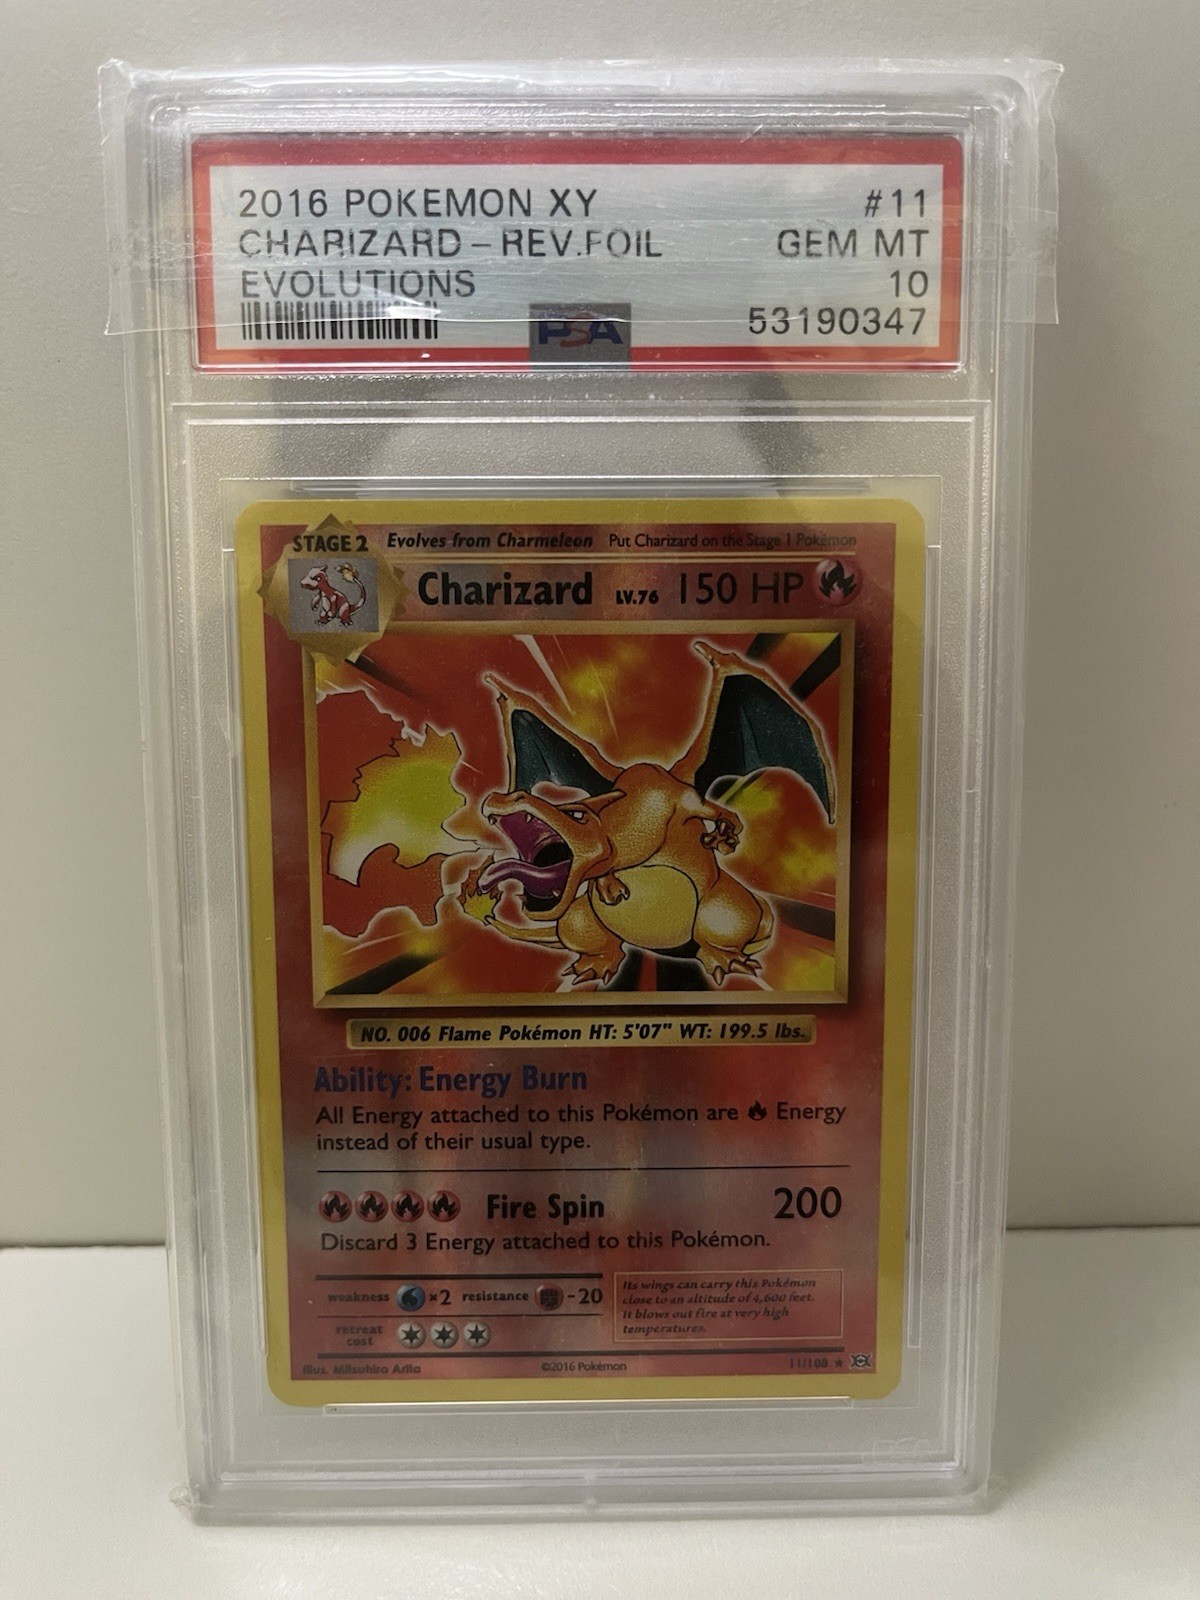 2016 POKEMON XY #11
CHARIZARD - REV.FOIL GEM MT
EVOLUTIONS 10
53190347
PSA
STAGE 2 Evolves from Charmeleon Put Charizard on the Stage 1 Pokémon
Charizard LV.76 150 HP
NO. 006 Flame Pokémon HT: 5'07" WT: 199.5 lbs.
Ability: Energy Burn
All Energy attached to this Pokémon are Energy
instead of their usual type.
Fire Spin 200
Discard 3 Energy attached to this Pokémon.
weakness ×2 resistance -20
retreat
cost
Its wings can carry this Pokémon
close to an altitude of 4,600 feet.
It blows out fire at very high
temperatures.
Illus. Mitsuhiro Arita ©2016 Pokémon 11/108